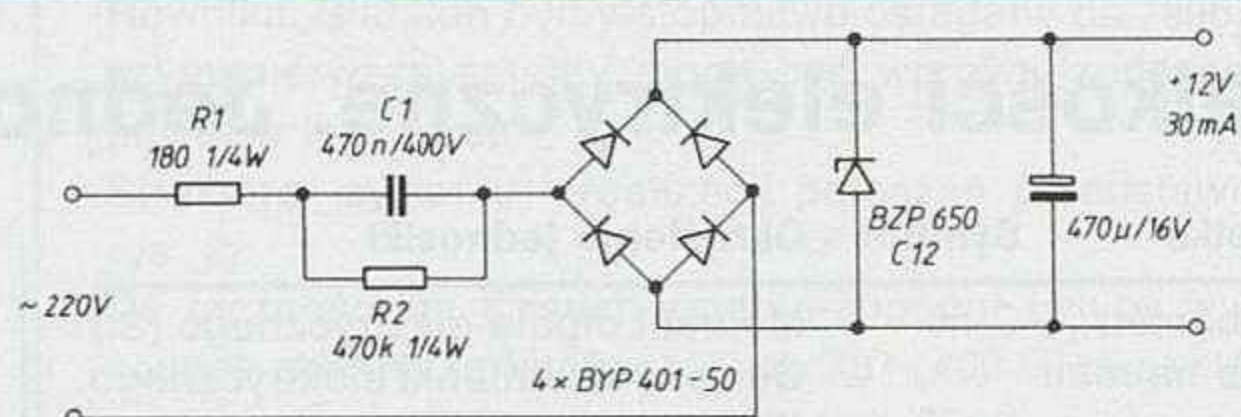 R1
180 1/4W
C1
470n/400V
+12V
30mA
BZP 650
C12
470µ/16V
~220V
R2
470k 1/4W
4×BYP 401-50